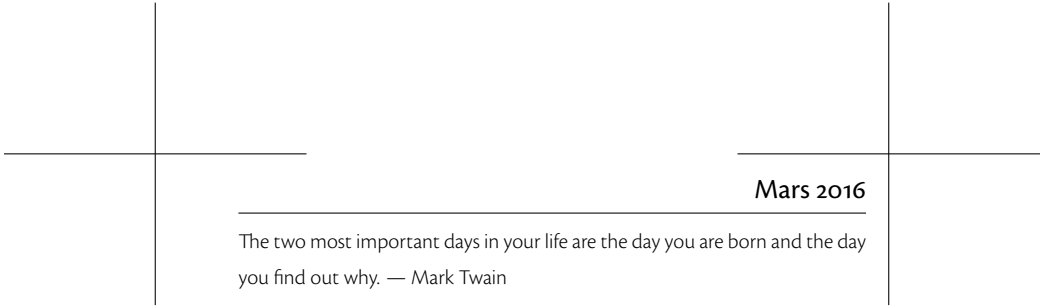 Mars 2016
The two most important days in your life are the day you are born and the day
you find out why. — Mark Twain